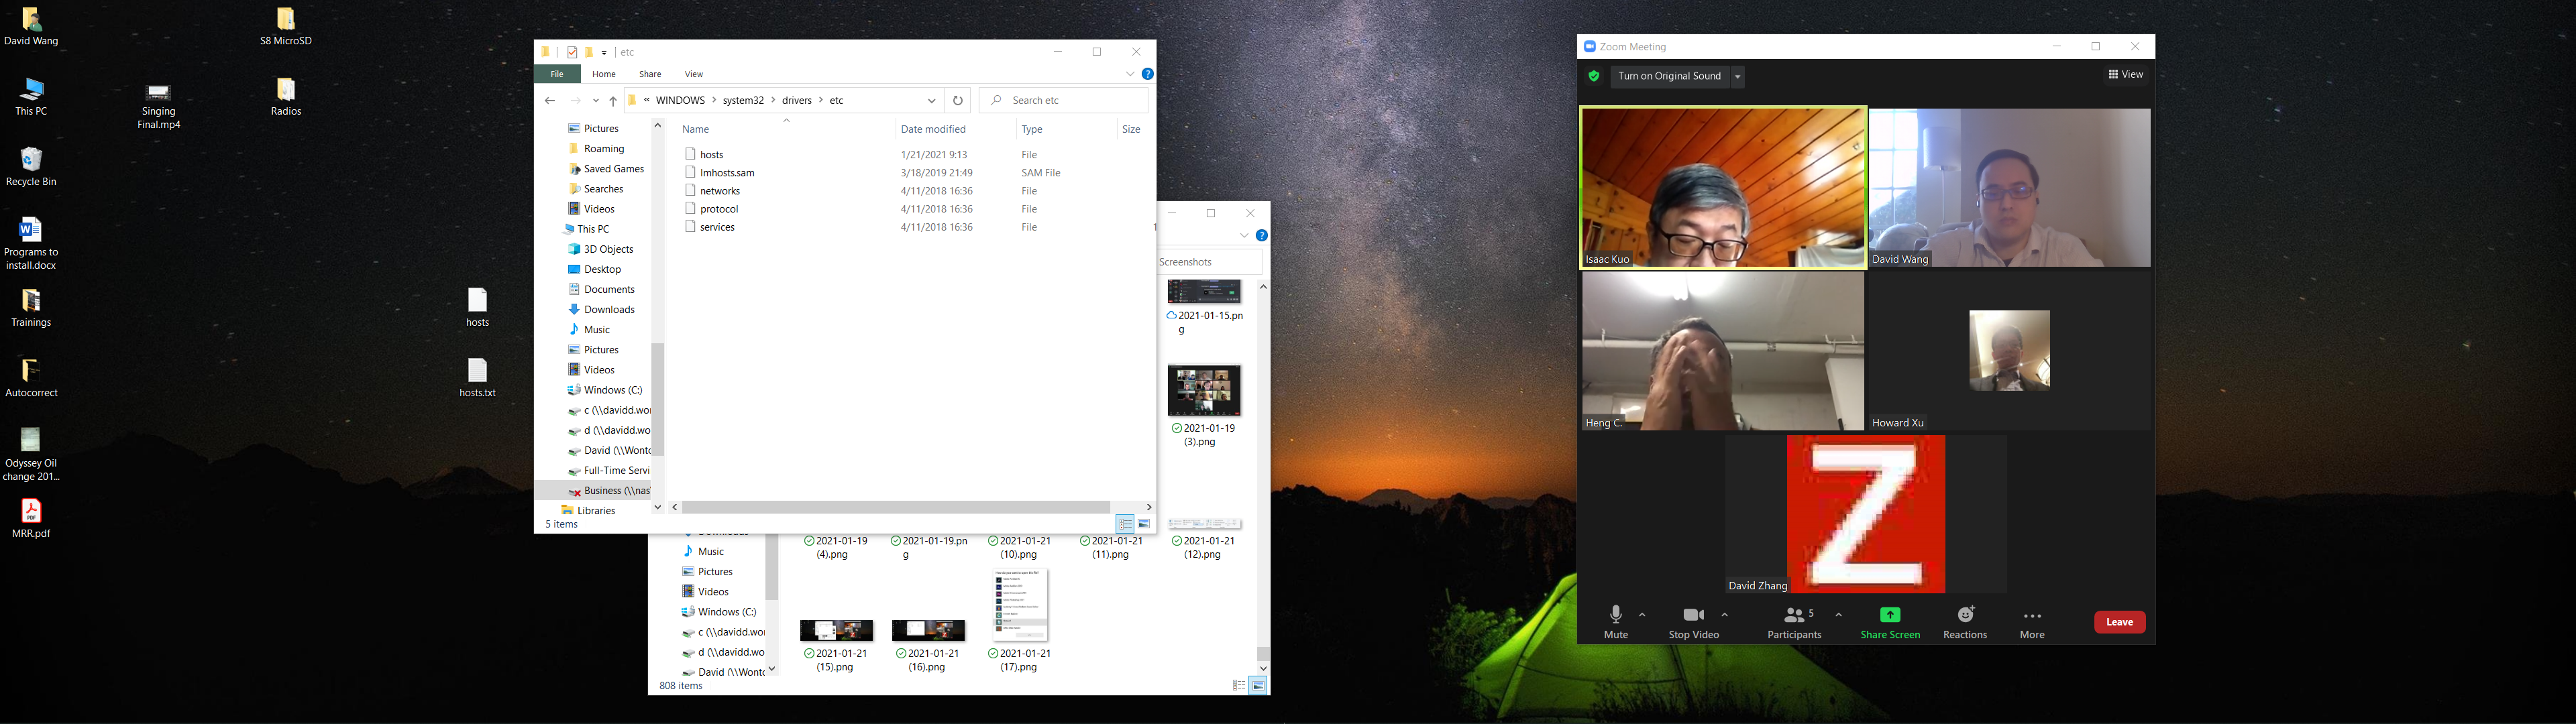 David Wang
This PC
Recycle Bin
Programs to
install.docx
Trainings
Autocorrect
Odyssey Oil
change 201...
MRR.pdf
Singing
Final.mp4
S8 MicroSD
Radios
hosts
hosts.txt
etc
File
Home
Share
View
« WINDOWS > system32 > drivers > etc
Search etc
Pictures
Roaming
Saved Games
Searches
Videos
This PC
3D Objects
Desktop
Documents
Downloads
Music
Pictures
Videos
Windows (C:)
c (\\davidd.wor
d (\\davidd.wo
David (\\Wonto
Full-Time Servi
Business (\\nas
Libraries
Name Date modified Type Size
hosts 1/21/2021 9:13 File
lmhosts.sam 3/18/2019 21:49 SAM File
networks 4/11/2018 16:36 File
protocol 4/11/2018 16:36 File
services 4/11/2018 16:36 File
5 items
Screenshots
2021-01-15.pn
g
2021-01-19
(3).png
2021-01-19
(4).png
2021-01-19.pn
g
2021-01-21
(10).png
2021-01-21
(11).png
2021-01-21
(12).png
2021-01-21
(15).png
2021-01-21
(16).png
2021-01-21
(17).png
Downloads
Music
Pictures
Videos
Windows (C:)
c (\\davidd.wor
d (\\davidd.wo
David (\\Wonto
808 items
Zoom Meeting
Turn on Original Sound
View
Isaac Kuo
David Wang
Heng C.
Howard Xu
Z
David Zhang
Mute
Stop Video
5
Participants
Share Screen
Reactions
More
Leave